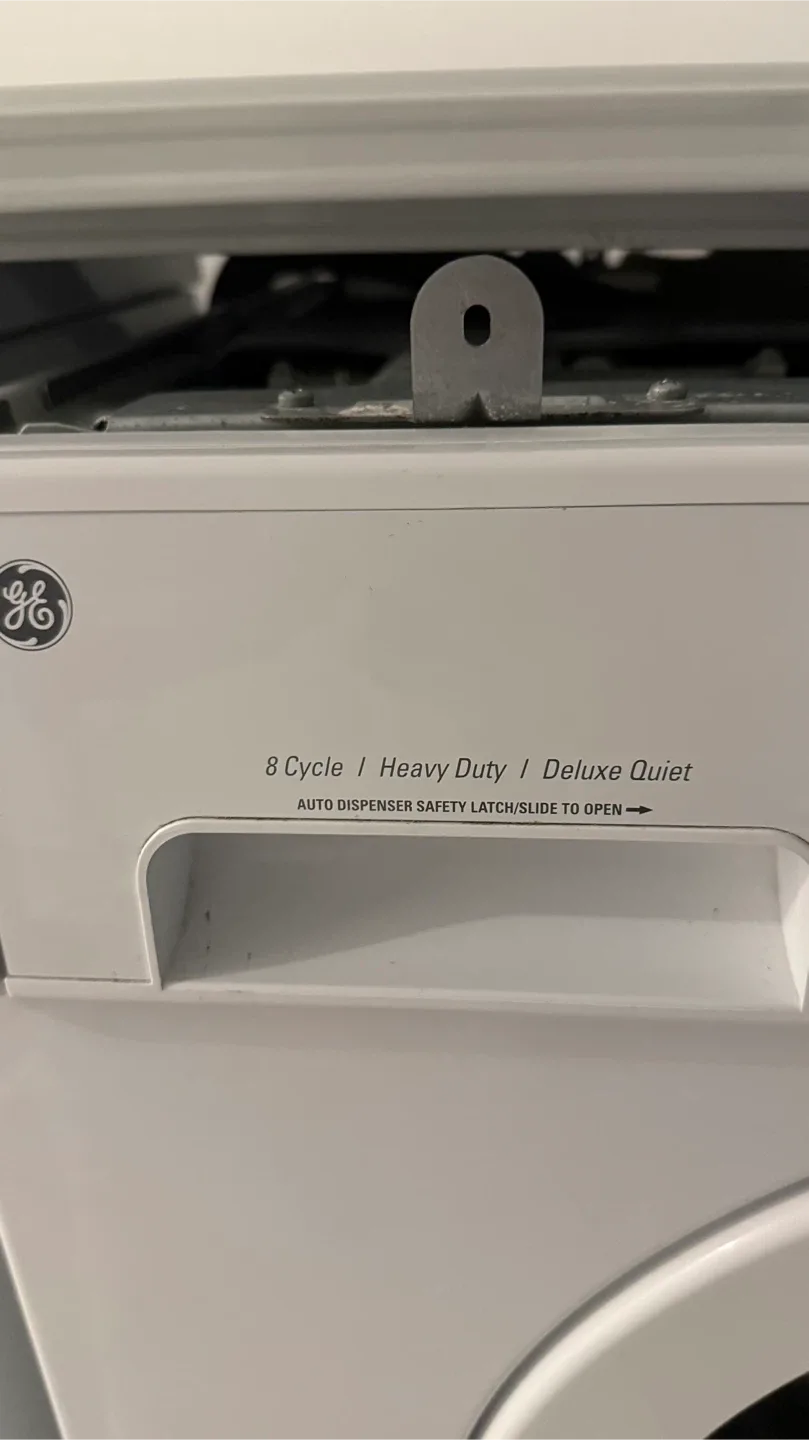 GE
8 Cycle / Heavy Duty / Deluxe Quiet
AUTO DISPENSER SAFETY LATCH/SLIDE TO OPEN